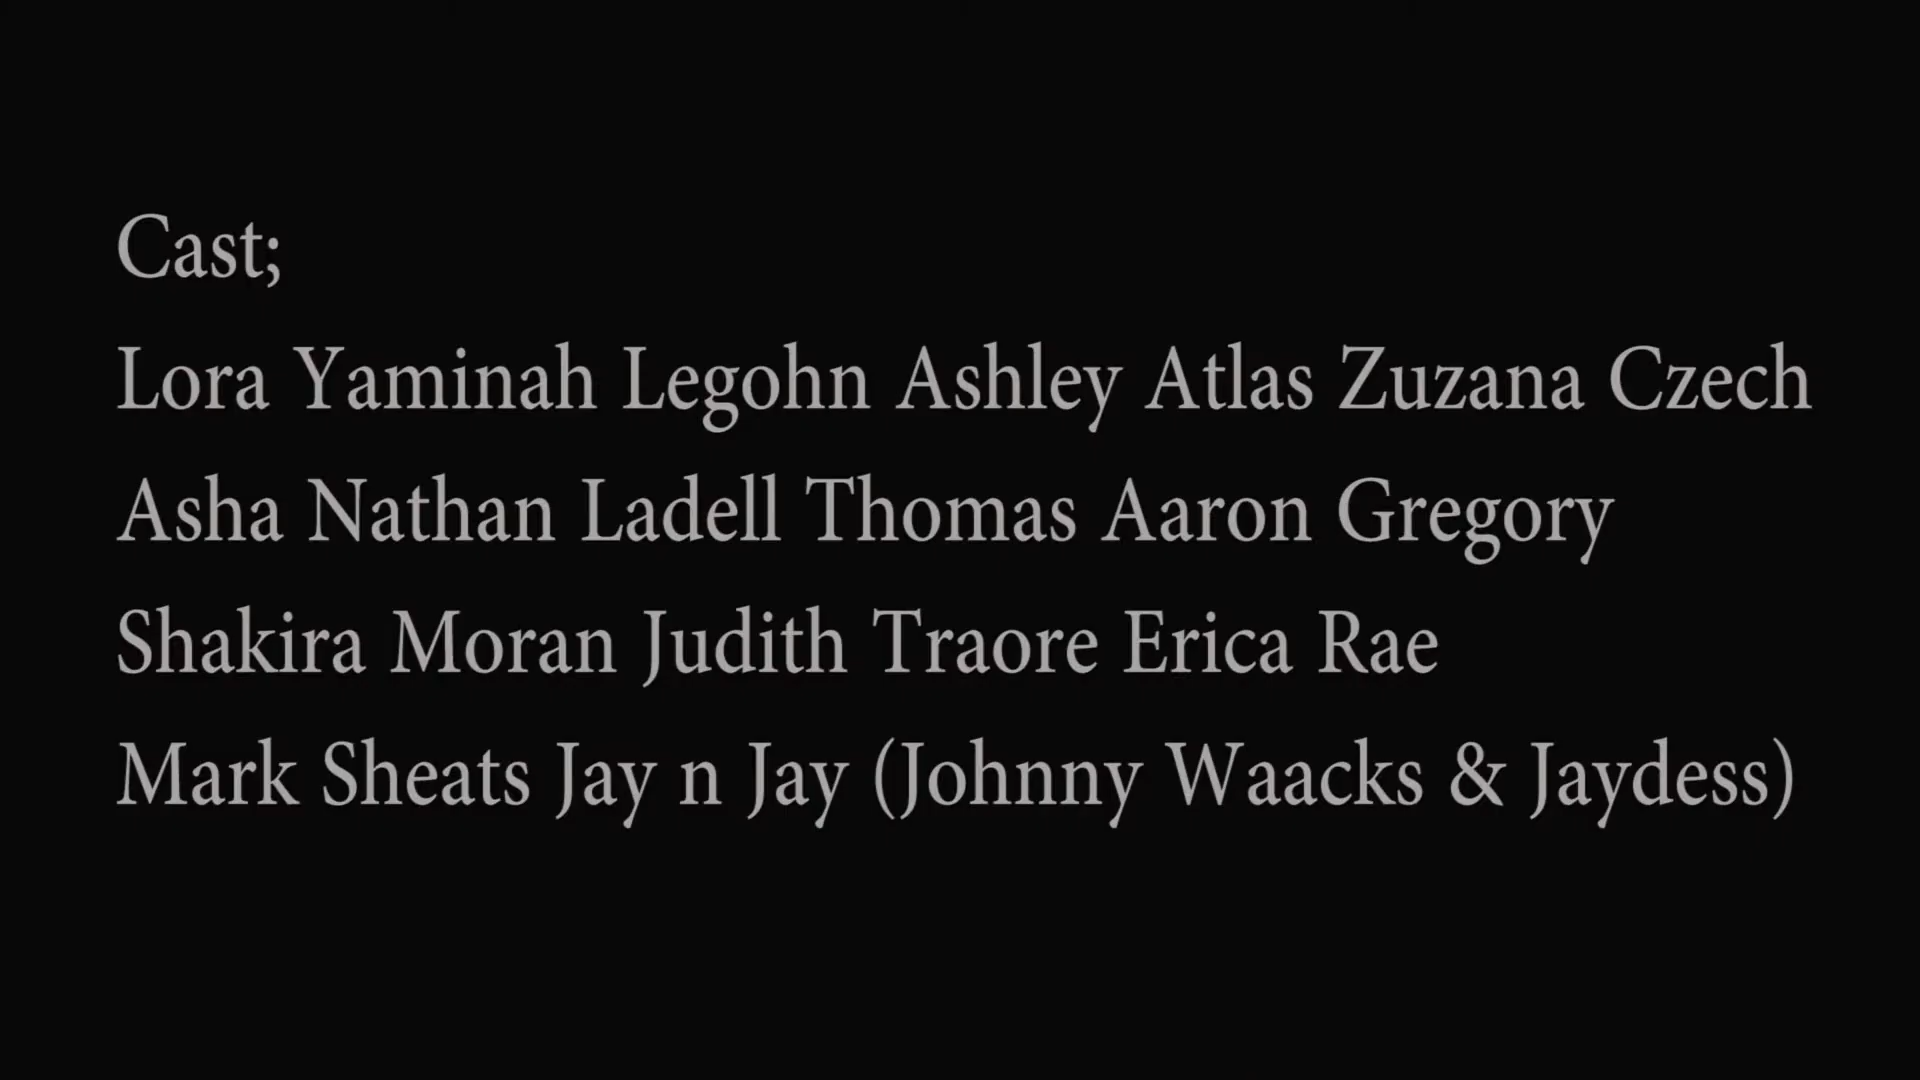 Cast;
Lora Yaminah Legohn Ashley Atlas Zuzana Czech
Asha Nathan Ladell Thomas Aaron Gregory
Shakira Moran Judith Traore Erica Rae
Mark Sheats Jay n Jay (Johnny Waacks & Jaydess)